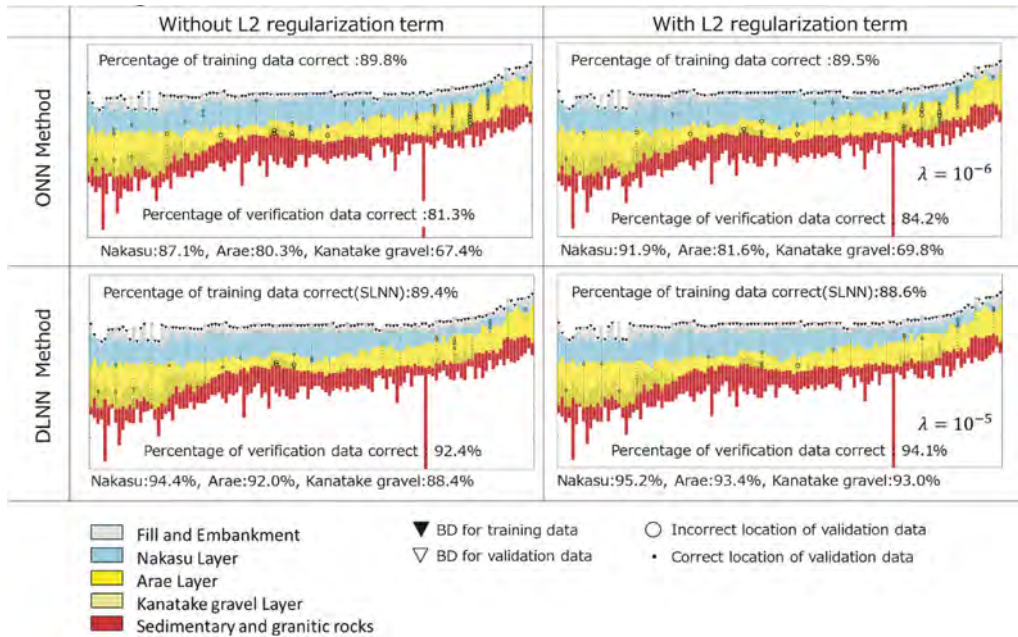 Without L2 regularization term
With L2 regularization term
ONN Method
Percentage of training data correct :89.8%
Percentage of verification data correct :81.3%
Nakasu:87.1%, Arae:80.3%, Kanatake gravel:67.4%
Percentage of training data correct :89.5%
λ = 10⁻⁶
Percentage of verification data correct : 84.2%
Nakasu:91.9%, Arae:81.6%, Kanatake gravel:69.8%
DLNN Method
Percentage of training data correct(SLNN):89.4%
Percentage of verification data correct : 92.4%
Nakasu:94.4%, Arae:92.0%, Kanatake gravel:88.4%
Percentage of training data correct(SLNN):88.6%
λ = 10⁻⁵
Percentage of verification data correct : 94.1%
Nakasu:95.2%, Arae:93.4%, Kanatake gravel:93.0%
Fill and Embankment
Nakasu Layer
Arae Layer
Kanatake gravel Layer
Sedimentary and granitic rocks
BD for training data
BD for validation data
Incorrect location of validation data
Correct location of validation data